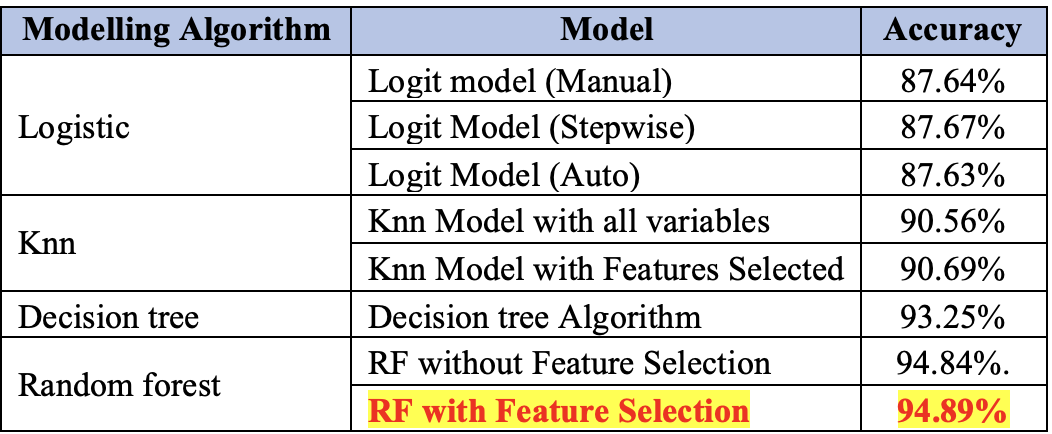 Modelling Algorithm Model Accuracy
Logistic Logit model (Manual) 87.64%
Logit Model (Stepwise) 87.67%
Logit Model (Auto) 87.63%
Knn Knn Model with all variables 90.56%
Knn Model with Features Selected 90.69%
Decision tree Decision tree Algorithm 93.25%
Random forest RF without Feature Selection 94.84%.
RF with Feature Selection 94.89%